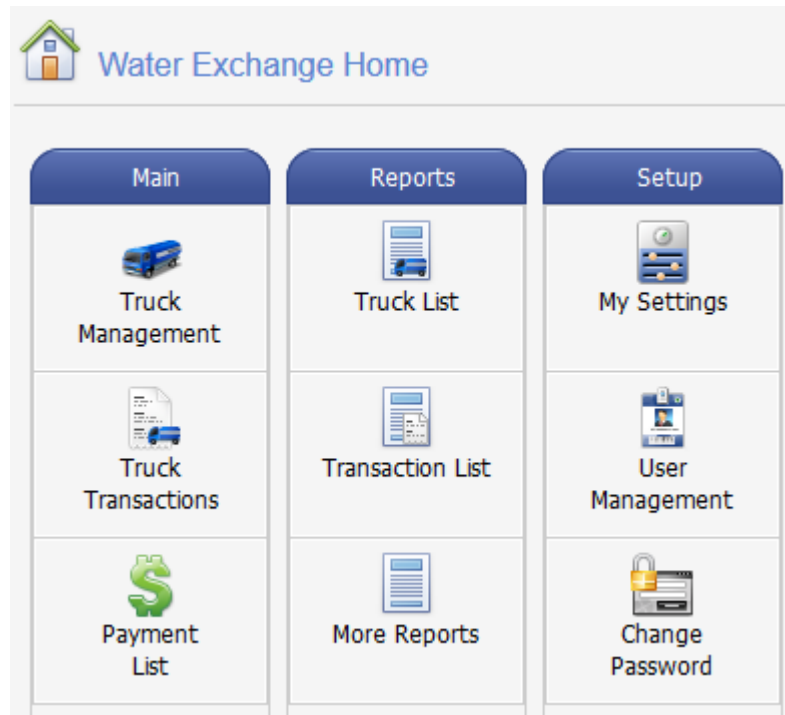 Water Exchange Home
Main
Truck
Management
Truck
Transactions
Payment
List
Reports
Truck List
Transaction List
More Reports
Setup
My Settings
User
Management
Change
Password